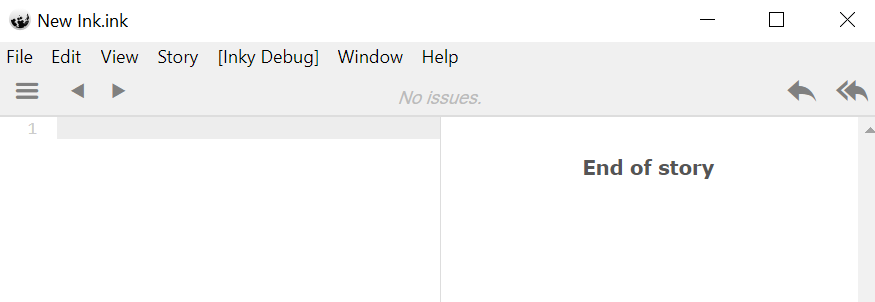 New Ink.ink
File Edit View Story [Inky Debug] Window Help
No issues.
1
End of story